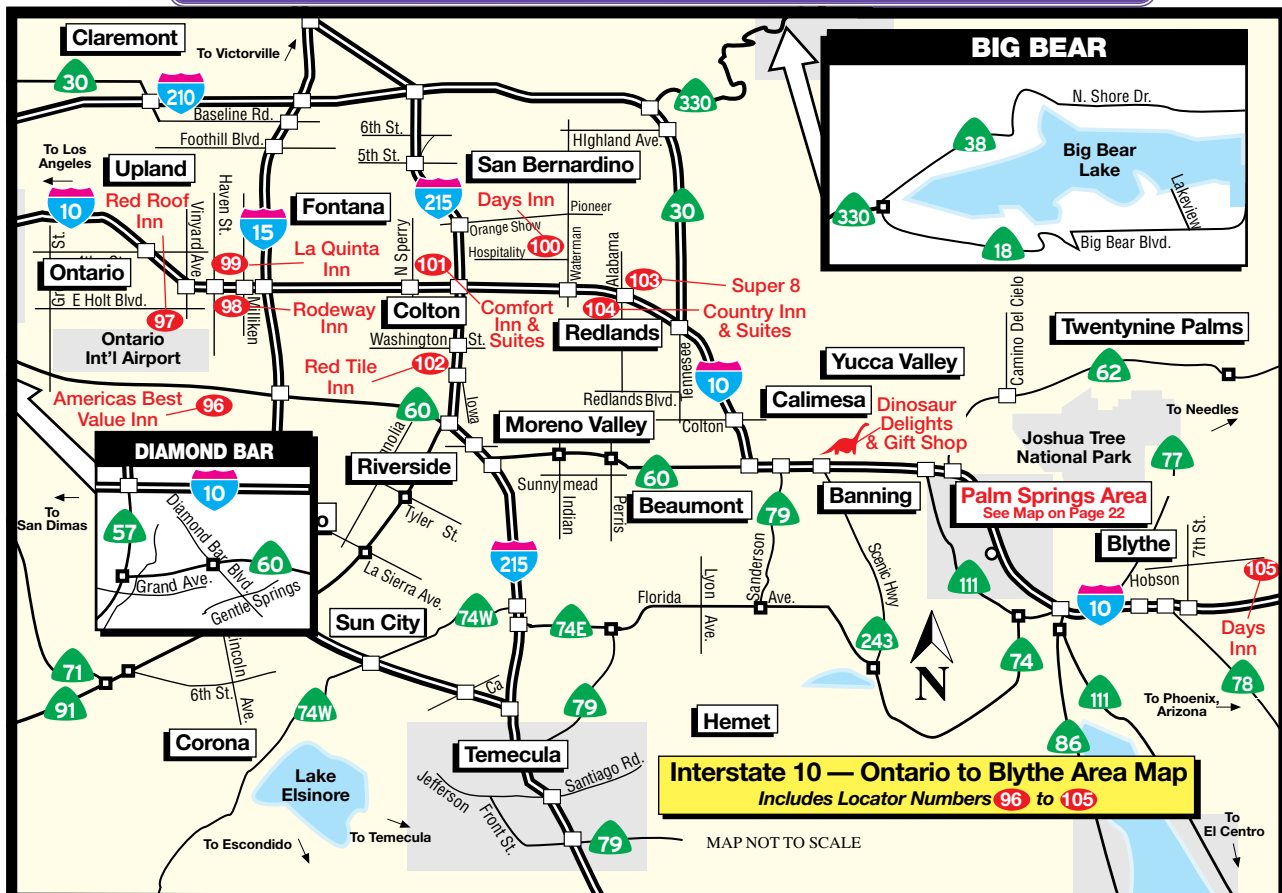 Claremont
To Victorville
30
210
Baseline Rd.
Foothill Blvd.
6th St.
5th St.
330
HIghland Ave.
BIG BEAR
N. Shore Dr.
38
Big Bear
Lake
Lakeview
330
18
Big Bear Blvd.
To Los
Angeles
Upland
10
Red Roof
Inn
Vinyard Ave.
Haven St.
15
Fontana
215
San Bernardino
Days Inn
100
Pioneer
Orange Show
Hospitality
Waterman
30
Ontario
St.
E Holt Blvd.
97
99
La Quinta
Inn
98
Rodeway
Inn
Milliken
N Sperry
101
Comfort
Inn &
Suites
Colton
Washington St.
Alabama
103
Super 8
104
Country Inn
& Suites
Redlands
Ontario
Int'l Airport
Red Tile
Inn
102
Iowa
Redlands Blvd.
Tennessee
10
Colton
Calimesa
Yucca Valley
Camino Del Cielo
Twentynine Palms
62
To Needles
Joshua Tree
National Park
77
Americas Best
Value Inn
96
60
Moreno Valley
Dinosaur
Delights
& Gift Shop
DIAMOND BAR
10
57
Diamond Bar Blvd.
60
Grand Ave.
Gentle Springs
To
San Dimas
Riverside
Tyler St.
La Sierra Ave.
Sunnymead
Indian
Perris
60
Beaumont
79
Banning
Palm Springs Area
See Map on Page 22
Blythe
7th St.
Hobson
105
Days
Inn
215
Sanderson
Scenic Hwy
111
10
Lyon Ave.
Florida Ave.
74W
74E
Sun City
243
N
74
78
111
To Phoenix,
Arizona
71
91
Lincoln Ave.
6th St.
74W
Ca
79
Corona
Hemet
86
Lake
Elsinore
Temecula
Santiago Rd.
Jefferson
Front St.
79
To Temecula
To Escondido
Interstate 10 — Ontario to Blythe Area Map
Includes Locator Numbers 96 to 105
MAP NOT TO SCALE
To
El Centro